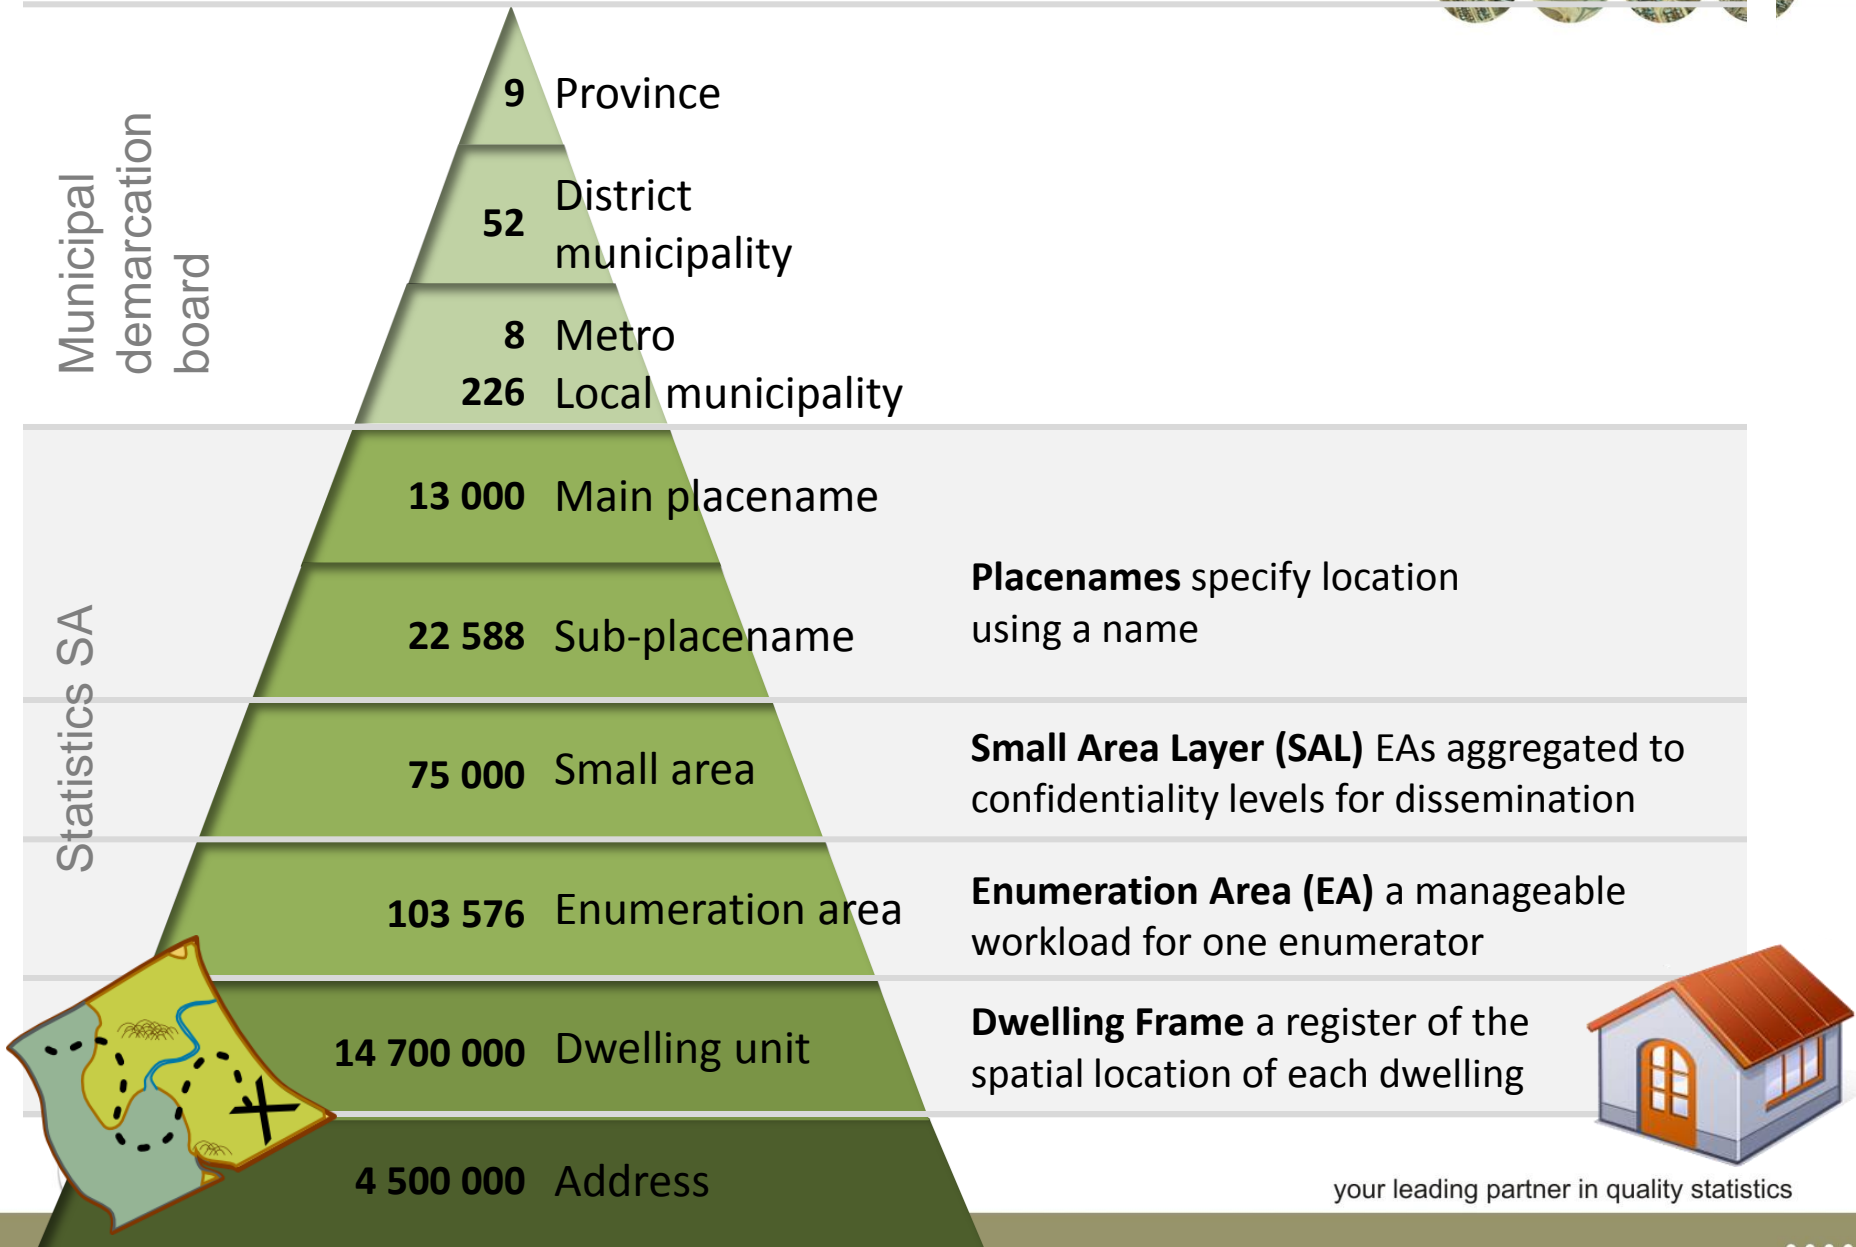 Municipal
demarcation
board
9 Province
52 District
municipality
8 Metro
226 Local municipality
Statistics SA
13 000 Main placename
22 588 Sub-placename
Placenames specify location
using a name
75 000 Small area
Small Area Layer (SAL) EAs aggregated to
confidentiality levels for dissemination
103 576 Enumeration area
Enumeration Area (EA) a manageable
workload for one enumerator
14 700 000 Dwelling unit
Dwelling Frame a register of the
spatial location of each dwelling
4 500 000 Address
your leading partner in quality statistics